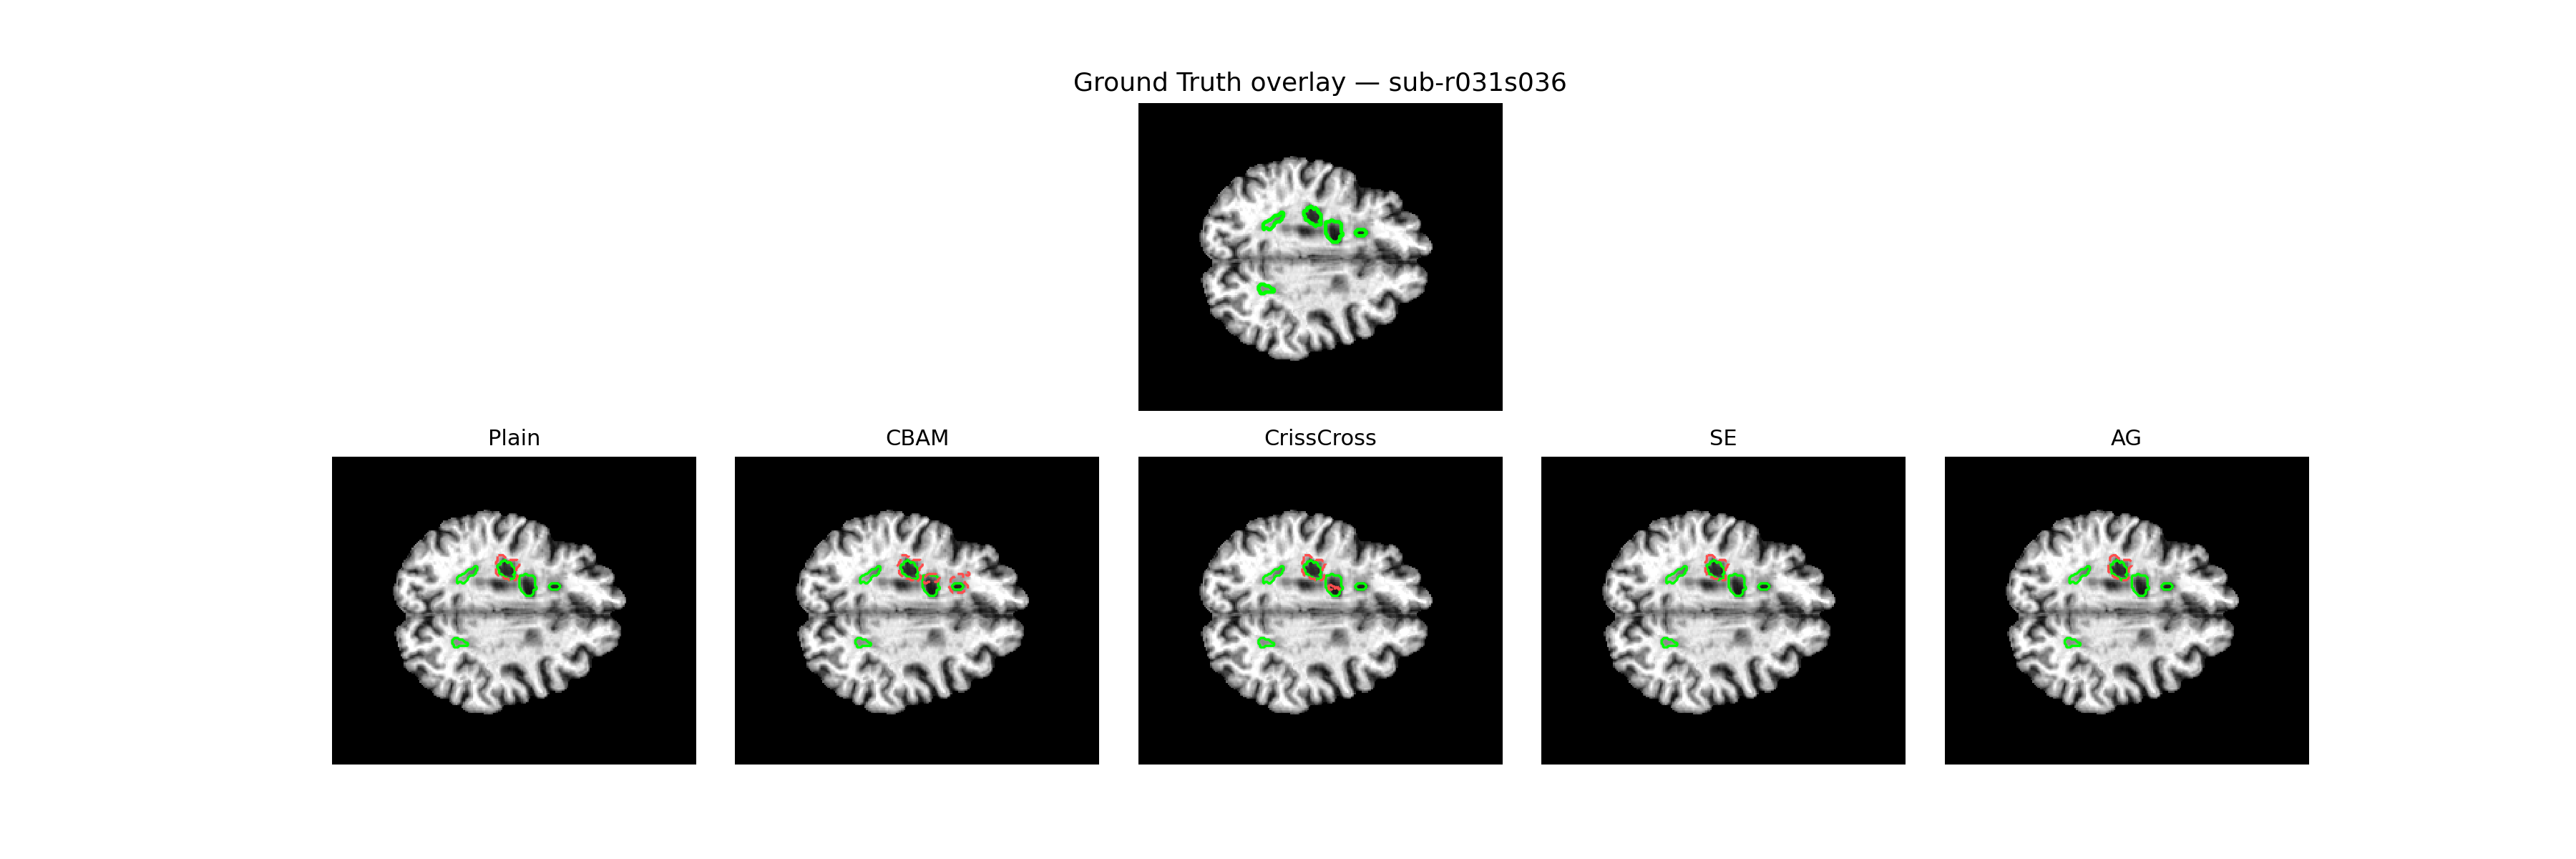 Ground Truth overlay — sub-r031s036
Plain
CBAM
CrissCross
SE
AG